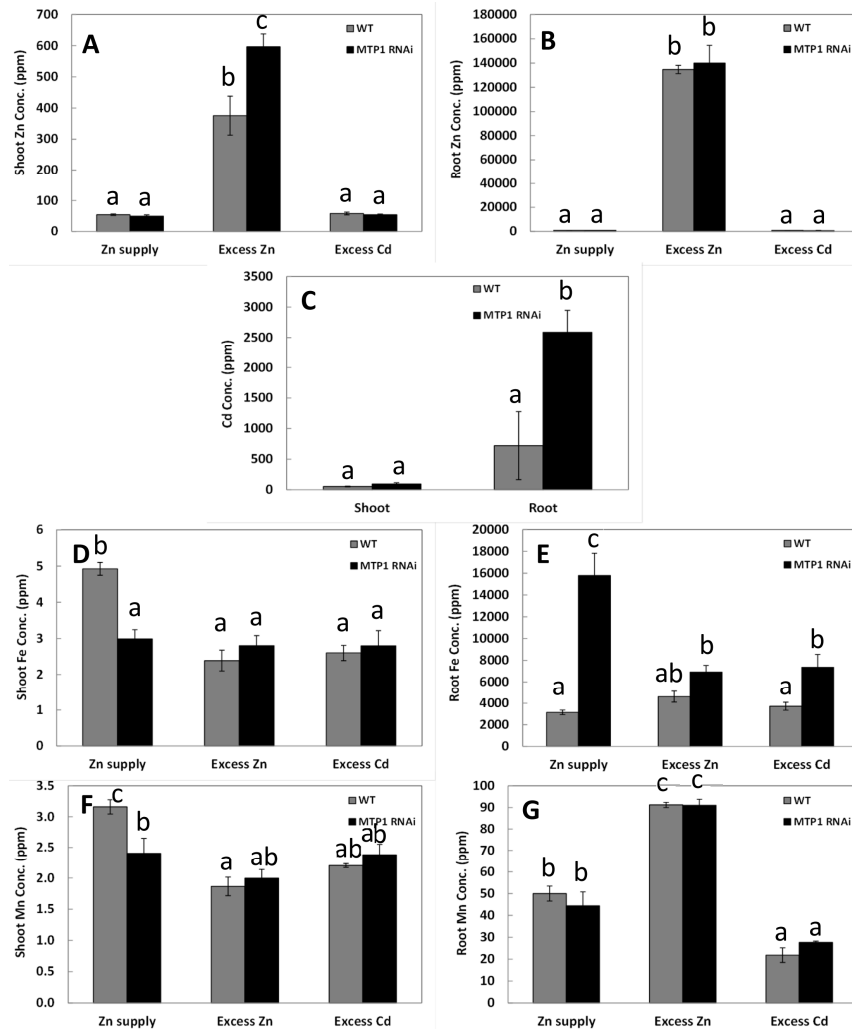 A
Shoot Zn Conc. (ppm)
700
600
500
400
300
200
100
0
WT
MTP1 RNAi
a a
b c
a a
Zn supply Excess Zn Excess Cd
B
Root Zn Conc. (ppm)
180000
160000
140000
120000
100000
80000
60000
40000
20000
0
WT
MTP1 RNAi
a a
b b
a a
Zn supply Excess Zn Excess Cd
C
Cd Conc. (ppm)
3500
3000
2500
2000
1500
1000
500
0
WT
MTP1 RNAi
a a
a b
Shoot Root
D
Shoot Fe Conc. (ppm)
6
5
4
3
2
1
0
WT
MTP1 RNAi
b a
a a
a a
Zn supply Excess Zn Excess Cd
E
Root Fe Conc. (ppm)
20000
18000
16000
14000
12000
10000
8000
6000
4000
2000
0
WT
MTP1 RNAi
a c
ab b
a b
Zn supply Excess Zn Excess Cd
F
Shoot Mn Conc. (ppm)
3.5
3.0
2.5
2.0
1.5
1.0
0.5
0.0
WT
MTP1 RNAi
c b
a ab
ab ab
Zn supply Excess Zn Excess Cd
G
Root Mn Conc. (ppm)
100
90
80
70
60
50
40
30
20
10
0
WT
MTP1 RNAi
b b
c c
a a
Zn supply Excess Zn Excess Cd